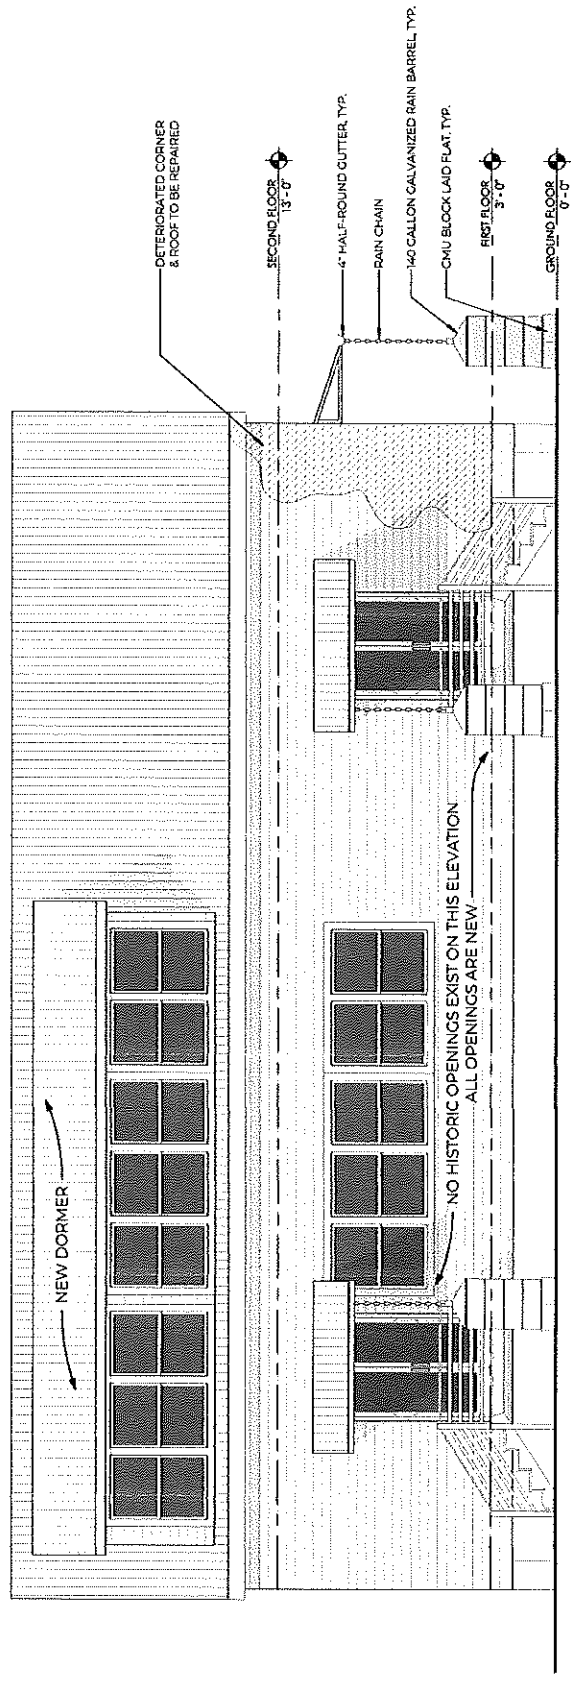 DETERIORATED CORNER
& ROOF TO BE REPAIRED
SECOND FLOOR
13' - 0"
4" HALF-ROUND GUTTER, TYP.
RAIN CHAIN
140 GALLON GALVANIZED RAIN BARREL, TYP.
CMU BLOCK LAID FLAT, TYP.
FIRST FLOOR
3' - 0"
GROUND FLOOR
0' - 0"
NEW DORMER
NO HISTORIC OPENINGS EXIST ON THIS ELEVATION
ALL OPENINGS ARE NEW